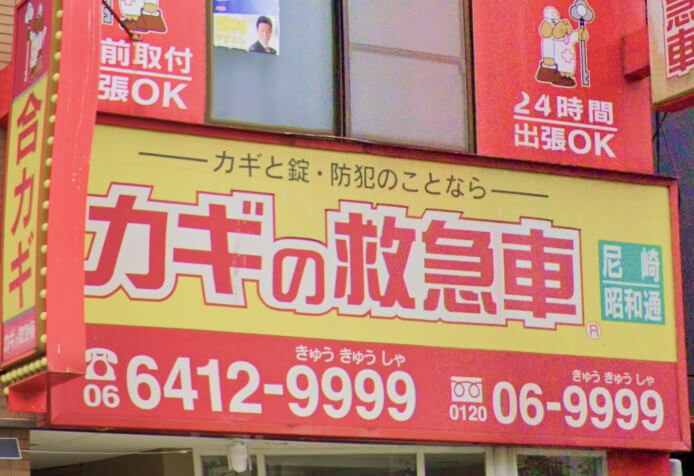 前取付
張OK
24時間
出張OK
急車
合カギ
カギと錠・防犯のことなら
カギの救急車
®
尼崎
昭和通
きゅう きゅう しゃ
☎06 6412-9999
きゅう きゅう しゃ
0120 06-9999